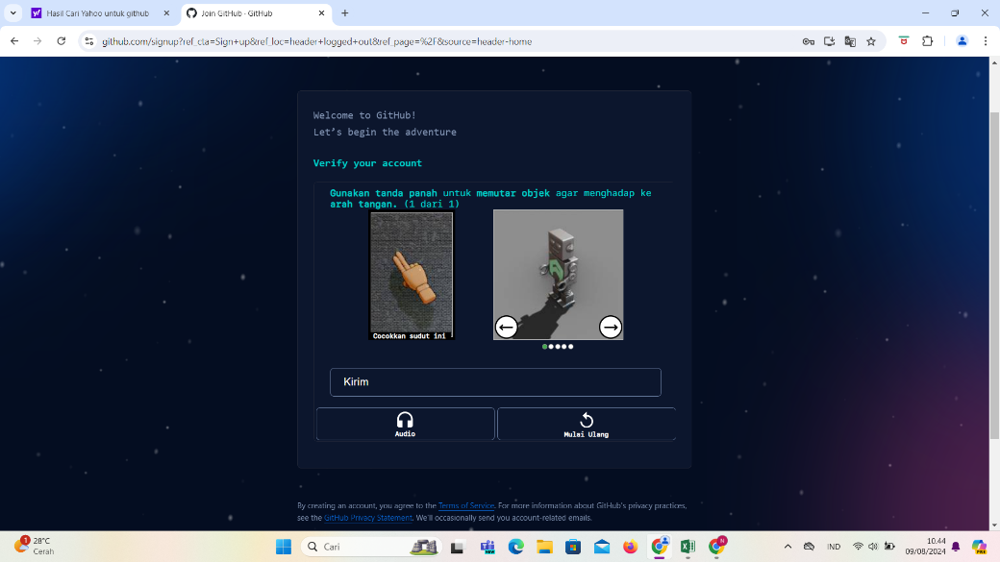 Hasil Cari Yahoo untuk github
Join GitHub · GitHub
github.com/signup?ref_cta=Sign+up&ref_loc=header+logged+out&ref_page=%2F&source=header-home
Welcome to GitHub!
Let's begin the adventure
Verify your account
Gunakan tanda panah untuk memutar objek agar menghadap ke
arah tangan. (1 dari 1)
Cocokkan sudut ini
Kirim
Audio
Mulai Ulang
By creating an account, you agree to the Terms of Service. For more information about GitHub's privacy practices,
see the GitHub Privacy Statement. We'll occasionally send you account-related emails.
1
28°C
Cerah
Cari
NEW
N
IND
10.44
09/08/2024
PRE